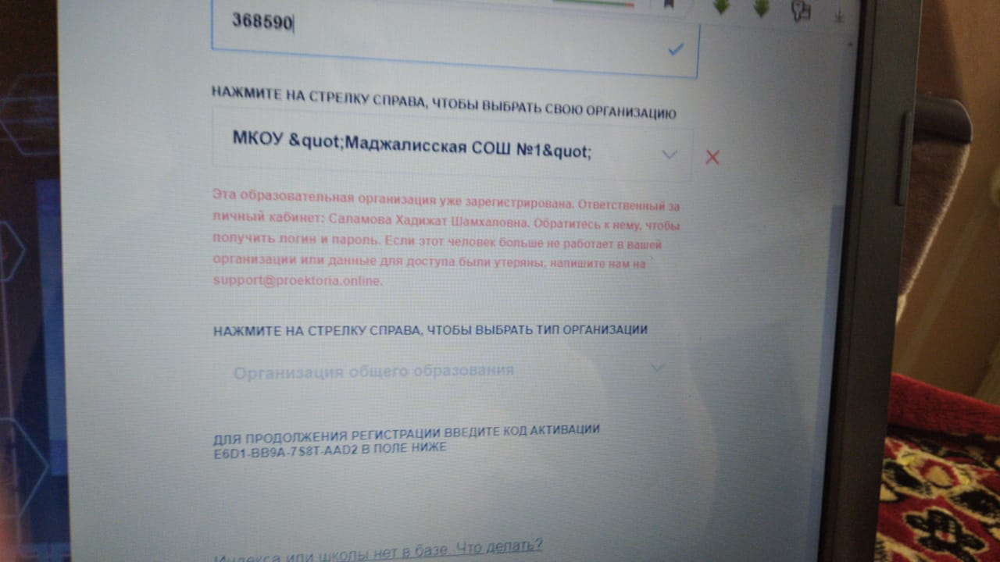 368590
НАЖМИТЕ НА СТРЕЛКУ СПРАВА, ЧТОБЫ ВЫБРАТЬ СВОЮ ОРГАНИЗАЦИЮ
МКОУ &quot;Маджалисская СОШ №1&quot;
Эта образовательная организация уже зарегистрирована. Ответственный за
личный кабинет: Саламова Хадижат Шамхаловна. Обратитесь к нему, чтобы
получить логин и пароль. Если этот человек больше не работает в вашей
организации или данные для доступа были утеряны, напишите нам на
support@proektoria.online.
НАЖМИТЕ НА СТРЕЛКУ СПРАВА, ЧТОБЫ ВЫБРАТЬ ТИП ОРГАНИЗАЦИИ
Организация общего образования
ДЛЯ ПРОДОЛЖЕНИЯ РЕГИСТРАЦИИ ВВЕДИТЕ КОД АКТИВАЦИИ
E6D1-BB9A-7S8T-AAD2 В ПОЛЕ НИЖЕ
Индекса или школы нет в базе. Что делать?